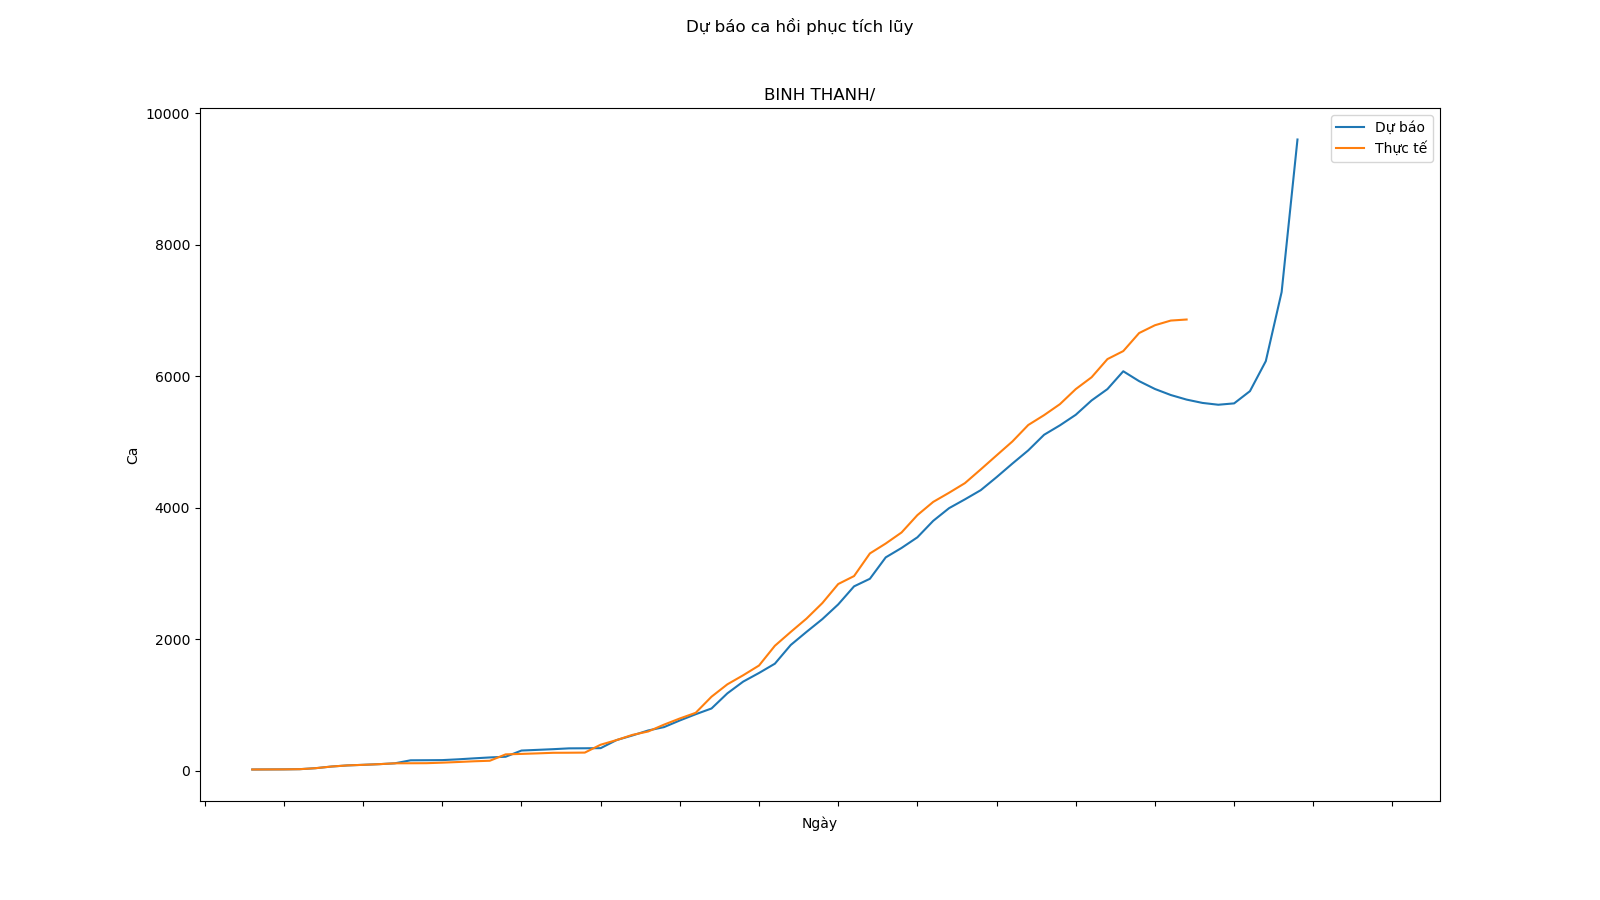 Dự báo ca hồi phục tích lũy
BINH THANH/
10000
8000
6000
4000
2000
0
Ca
Ngày
Dự báo
Thực tế